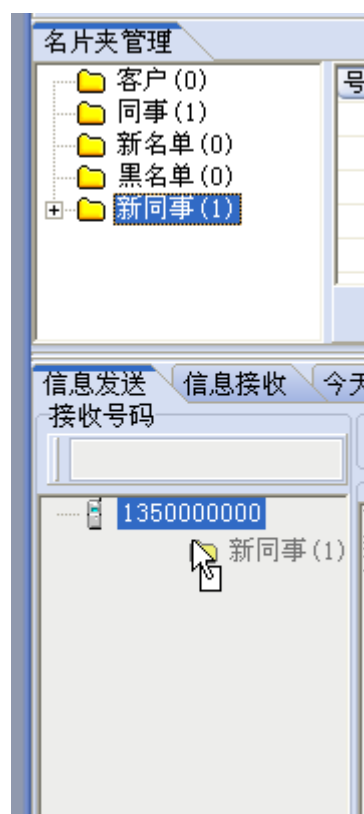 名片夹管理
客户(0)
号
同事(1)
新名单(0)
黑名单(0)
新同事(1)
信息发送
信息接收
今天
接收号码
1350000000
新同事(1)